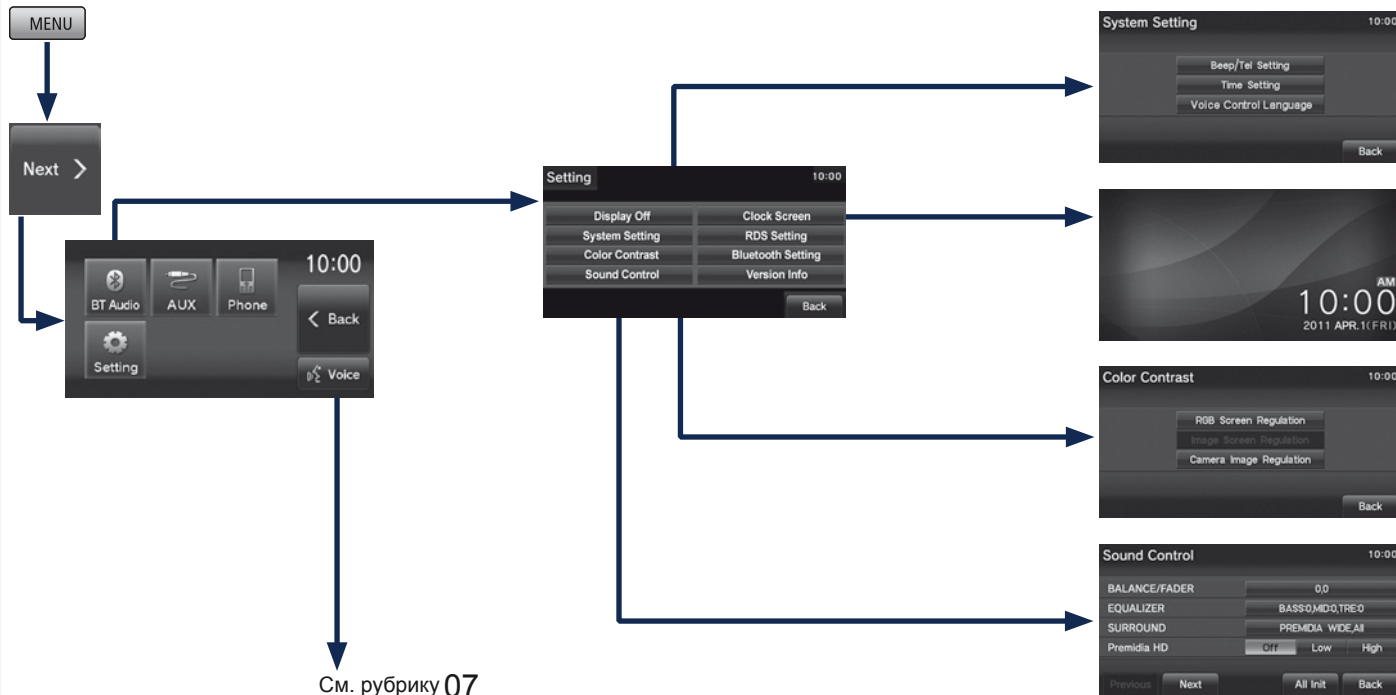 MENU
Next >
BT Audio
AUX
Phone
Setting
10:00
< Back
Voice
См. рубрику 07
Setting
10:00
Display Off
Clock Screen
System Setting
RDS Setting
Color Contrast
Bluetooth Setting
Sound Control
Version Info
Back
System Setting
10:00
Beep/Tel Setting
Time Setting
Voice Control Language
Back
AM
10:00
2011 APR.1(FRI)
Color Contrast
10:00
RGB Screen Regulation
Image Screen Regulation
Camera Image Regulation
Back
Sound Control
10:00
BALANCE/FADER 0,0
EQUALIZER BASS:0,MID:0,TRE:0
SURROUND PREMIDIA WIDE,All
Premidia HD Off Low High
Previous Next All Init Back